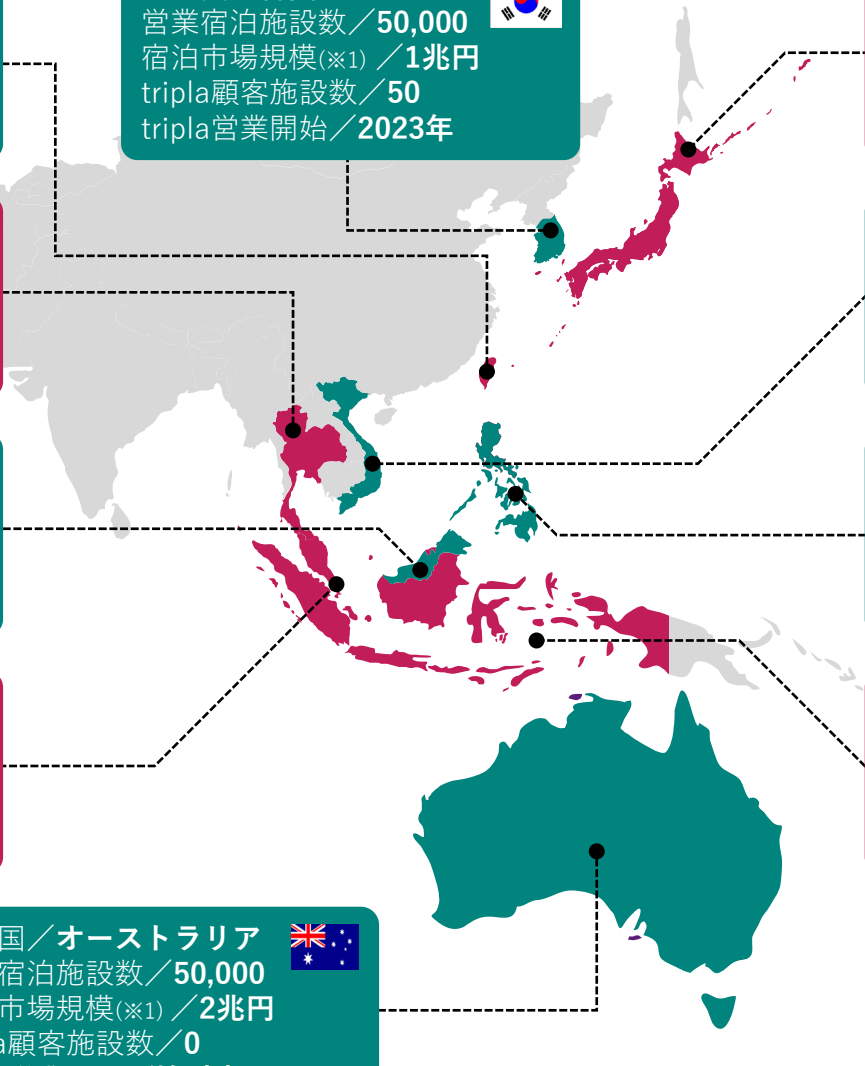 営業宿泊施設数／50,000
宿泊市場規模(※1) ／1兆円
tripla顧客施設数／50
tripla営業開始／2023年
国／オーストラリア
宿泊施設数／50,000
市場規模(※1) ／2兆円
a顧客施設数／0